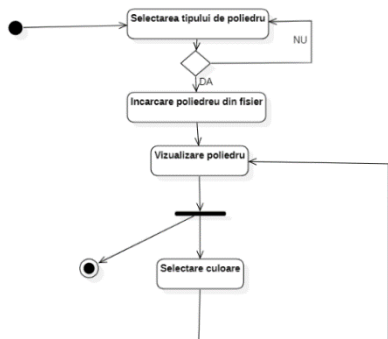 Selectarea tipului de poliedru
NU
DA
Incarcare poliedreu din fisier
Vizualizare poliedru
Selectare culoare